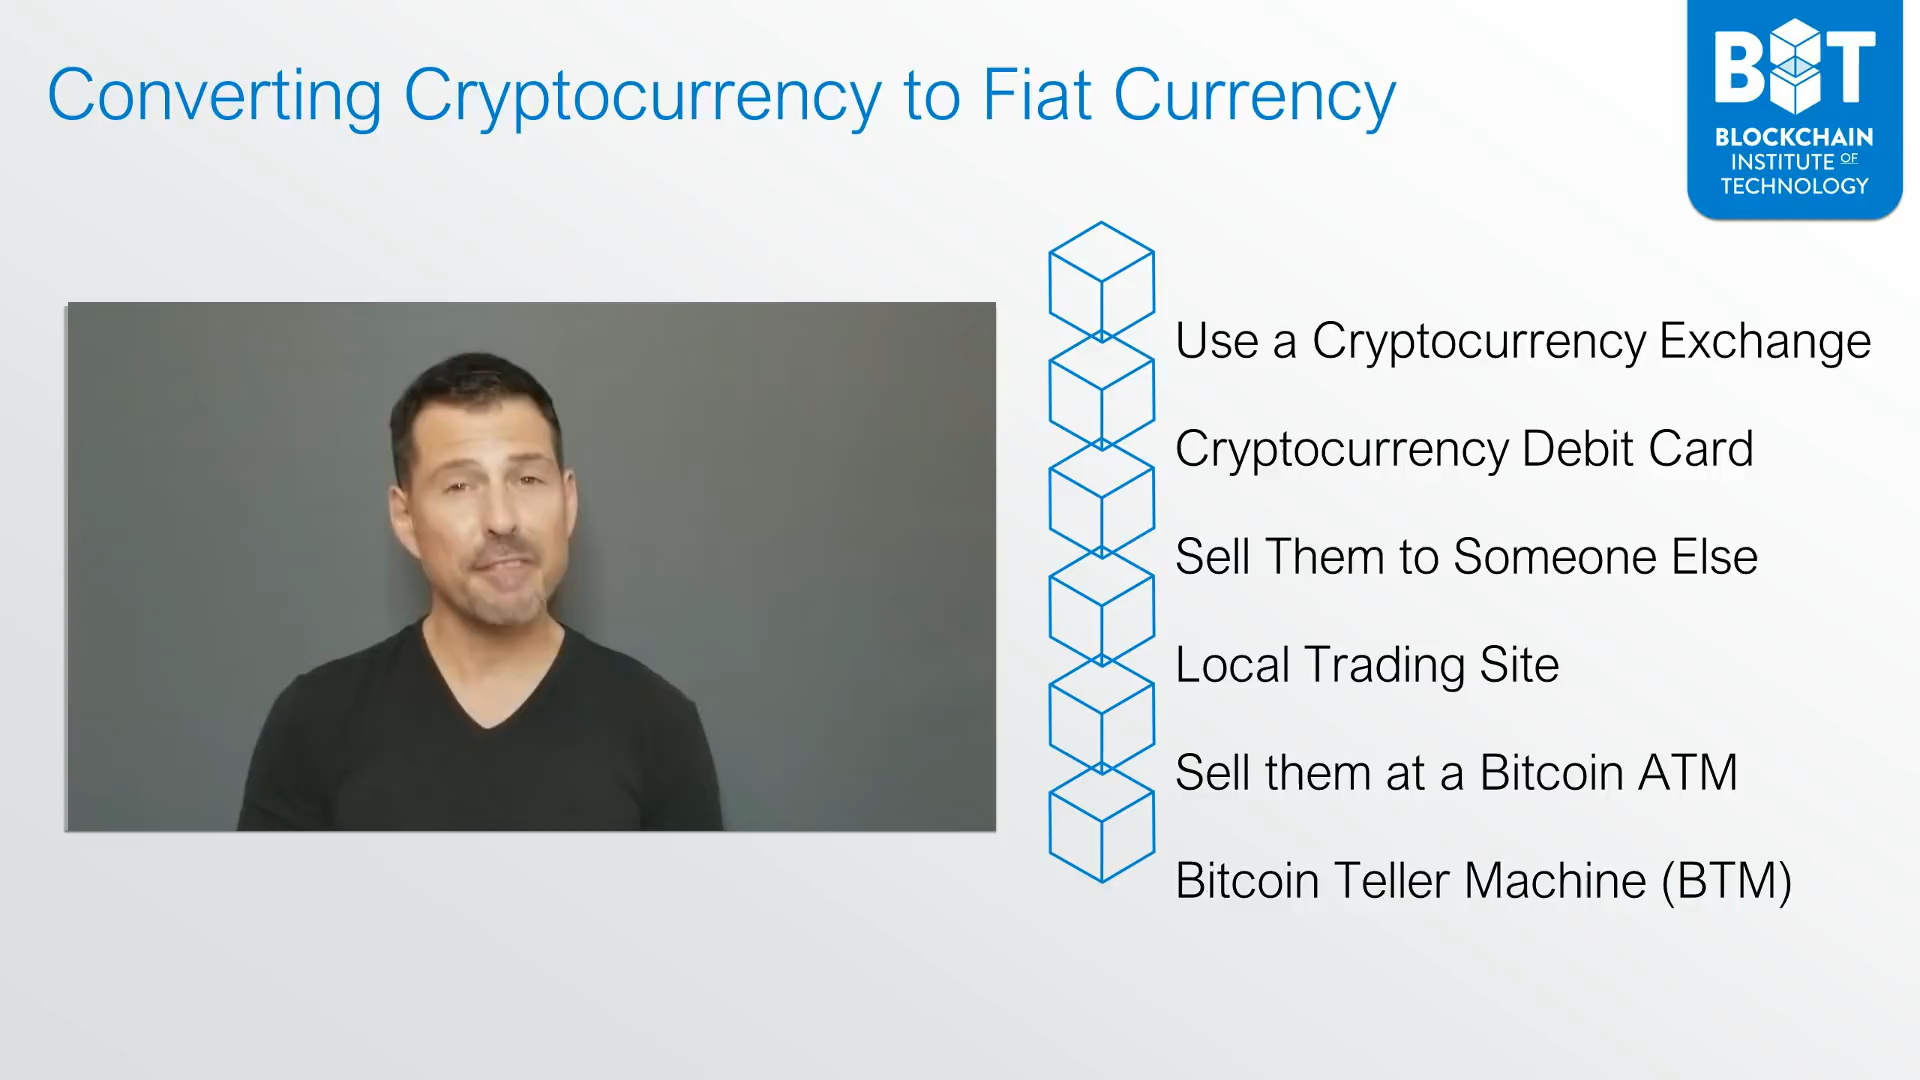 Converting Cryptocurrency to Fiat Currency
BT
BLOCKCHAIN
INSTITUTE OF
TECHNOLOGY
Use a Cryptocurrency Exchange
Cryptocurrency Debit Card
Sell Them to Someone Else
Local Trading Site
Sell them at a Bitcoin ATM
Bitcoin Teller Machine (BTM)